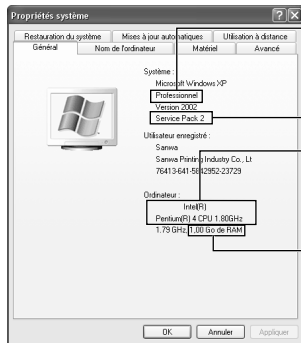 Propriétés système
Restauration du système Mises à jour automatiques Utilisation à distance
Général Nom de l'ordinateur Matériel Avancé
Système :
Microsoft Windows XP
Professionnel
Version 2002
Service Pack 2
Utilisateur enregistré :
Sanwa
Sanwa Printing Industry Co., Lt
76413-641-5842952-23729
Ordinateur :
Intel(R)
Pentium(R) 4 CPU 1.80GHz
1.79 GHz, 1,00 Go de RAM
OK Annuler Appliquer